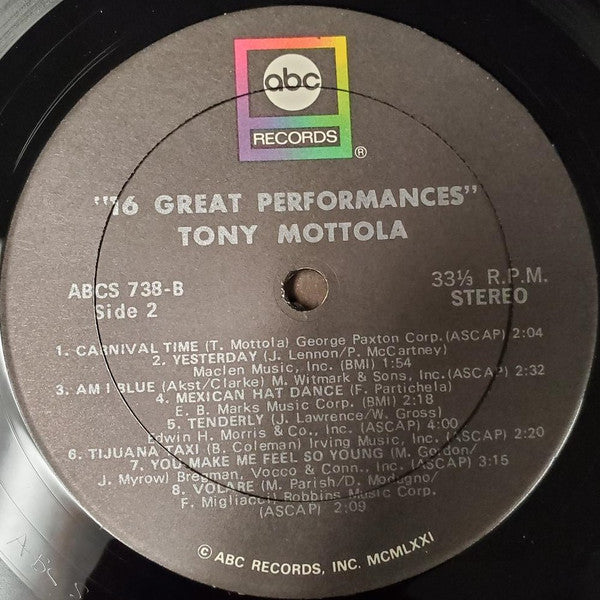 abc
RECORDS
®
"16 GREAT PERFORMANCES"
TONY MOTTOLA
ABCS 738-B
Side 2
33⅓ R.P.M.
STEREO
1. CARNIVAL TIME (T. Mottola) George Paxton Corp. (ASCAP) 2:04
2. YESTERDAY (J. Lennon/P. McCartney)
Maclen Music, Inc. (BMI) 1:54
3. AM I BLUE (Akst/Clarke) M. Witmark & Sons, Inc. (ASCAP) 2:32
4. MEXICAN HAT DANCE (F. Partichela)
E. B. Marks Music Corp. (BMI) 2:18
5. TENDERLY (J. Lawrence/W. Gross)
Edwin H. Morris & Co., Inc. (ASCAP) 4:00
6. TIJUANA TAXI (B. Coleman) Irving Music, Inc. (ASCAP) 2:20
7. YOU MAKE ME FEEL SO YOUNG (M. Gordon/
J. Myrow) Bregman, Vocco & Conn., Inc. (ASCAP) 3:15
8. VOLARE (M. Parish/D. Modugno/
F. Migliacci) Robbins Music Corp.
(ASCAP) 2:09
© ABC RECORDS, INC. MCMLXXI